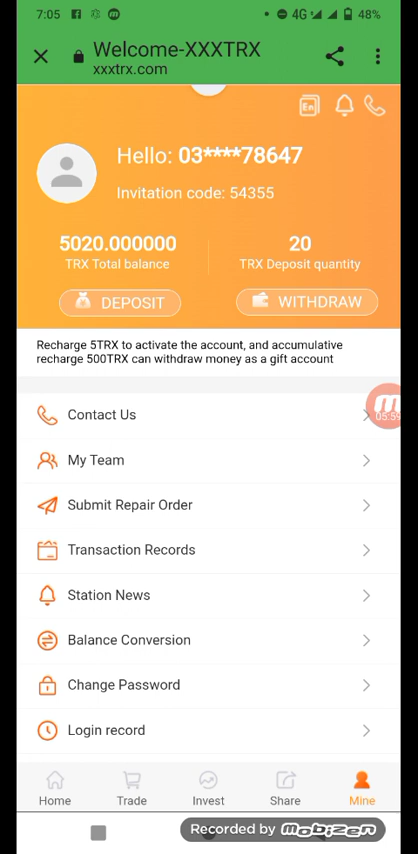 7:05
4G
48%
Welcome-XXXTRX
xxxtrx.com
En
Hello: 03****78647
Invitation code: 54355
5020.000000
TRX Total balance
20
TRX Deposit quantity
DEPOSIT
WITHDRAW
Recharge 5TRX to activate the account, and accumulative
recharge 500TRX can withdraw money as a gift account
Contact Us
My Team
Submit Repair Order
Transaction Records
Station News
Balance Conversion
Change Password
Login record
Home
Trade
Invest
Share
Mine
Recorded by mobizen